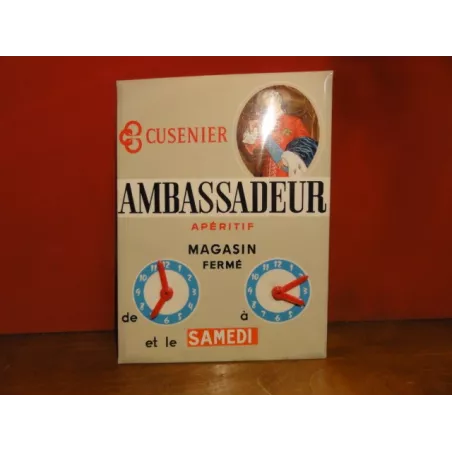 CUSENIER
AMBASSADEUR
APÉRITIF
MAGASIN
FERMÉ
de à
et le SAMEDI